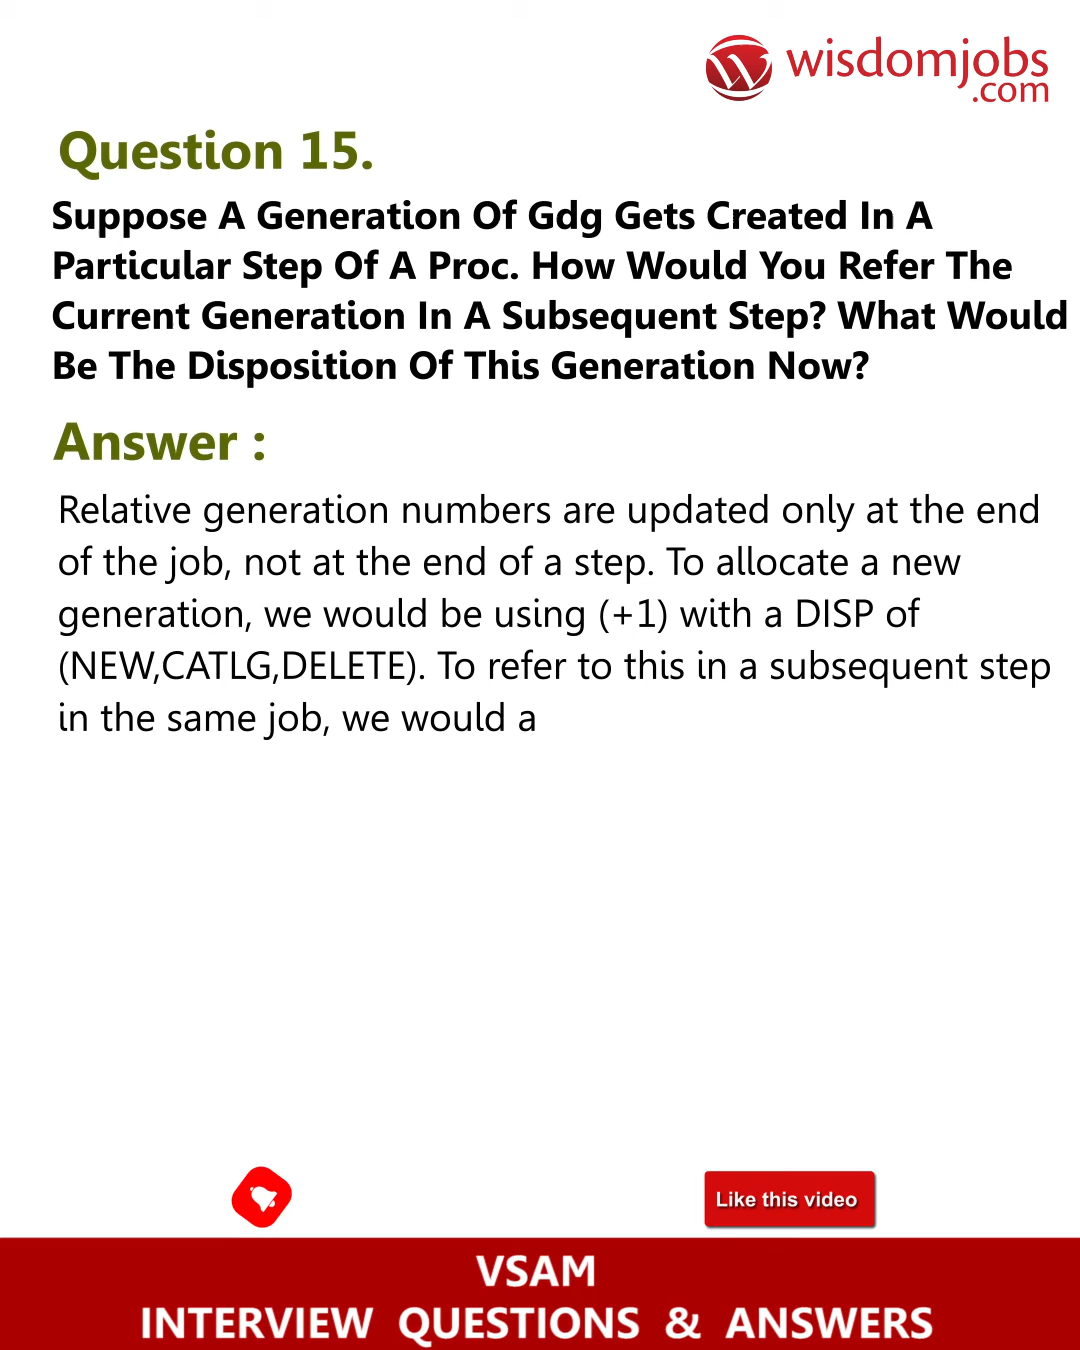 wisdomjobs
.com
Question 15.
Suppose A Generation Of Gdg Gets Created In A
Particular Step Of A Proc. How Would You Refer The
Current Generation In A Subsequent Step? What Would
Be The Disposition Of This Generation Now?
Answer :
Relative generation numbers are updated only at the end
of the job, not at the end of a step. To allocate a new
generation, we would be using (+1) with a DISP of
(NEW,CATLG,DELETE). To refer to this in a subsequent step
in the same job, we would a
Like this video
VSAM
INTERVIEW QUESTIONS & ANSWERS